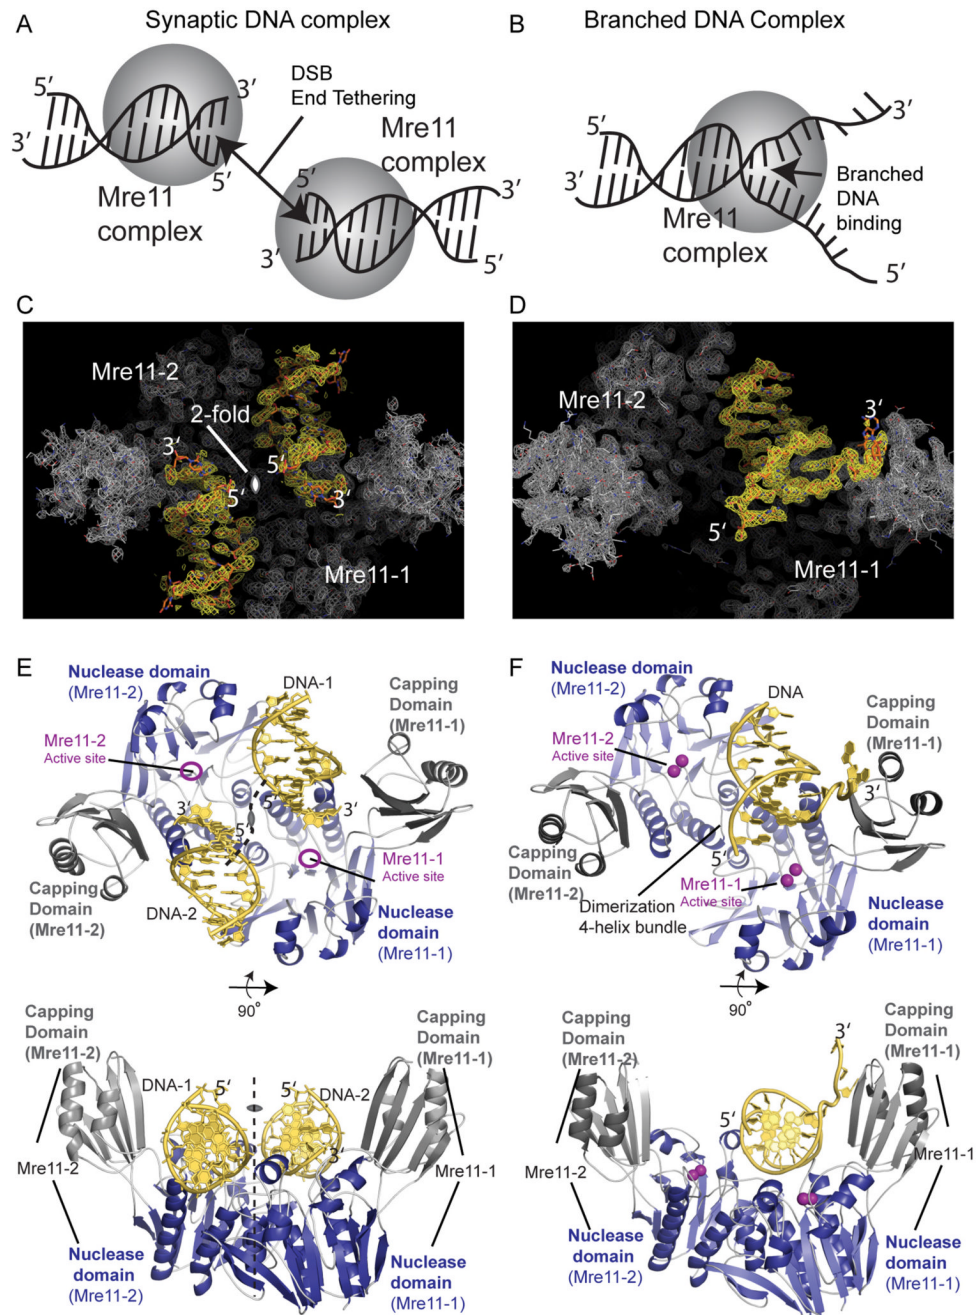 A
Synaptic DNA complex
B
Branched DNA Complex
5′
3′
3′
5′
DSB
End Tethering
Mre11
complex
Mre11
complex
5′
3′
3′
5′
5′
3′
3′
5′
Mre11
complex
Branched
DNA
binding
C
Mre11-2
2-fold
3′
5′
5′
3′
Mre11-1
D
Mre11-2
3′
5′
Mre11-1
E
Nuclease domain
(Mre11-2)
DNA-1
Capping
Domain
(Mre11-1)
Mre11-2
Active site
3′
5′
5′
3′
Mre11-1
Active site
Capping
Domain
(Mre11-2)
DNA-2
Nuclease
domain
(Mre11-1)
90°
Capping
Domain
(Mre11-2)
Capping
Domain
(Mre11-1)
DNA-1
5′
5′
DNA-2
3′
Mre11-2
Mre11-1
Nuclease
domain
(Mre11-2)
Nuclease
domain
(Mre11-1)
F
Nuclease domain
(Mre11-2)
DNA
Capping
Domain
(Mre11-1)
Mre11-2
Active site
3′
5′
Capping
Domain
(Mre11-2)
Mre11-1
Active site
Dimerization
4-helix bundle
Nuclease
domain
(Mre11-1)
90°
Capping
Domain
(Mre11-2)
3′
Capping
Domain
(Mre11-1)
5′
Mre11-2
Mre11-1
Nuclease
domain
(Mre11-2)
Nuclease
domain
(Mre11-1)